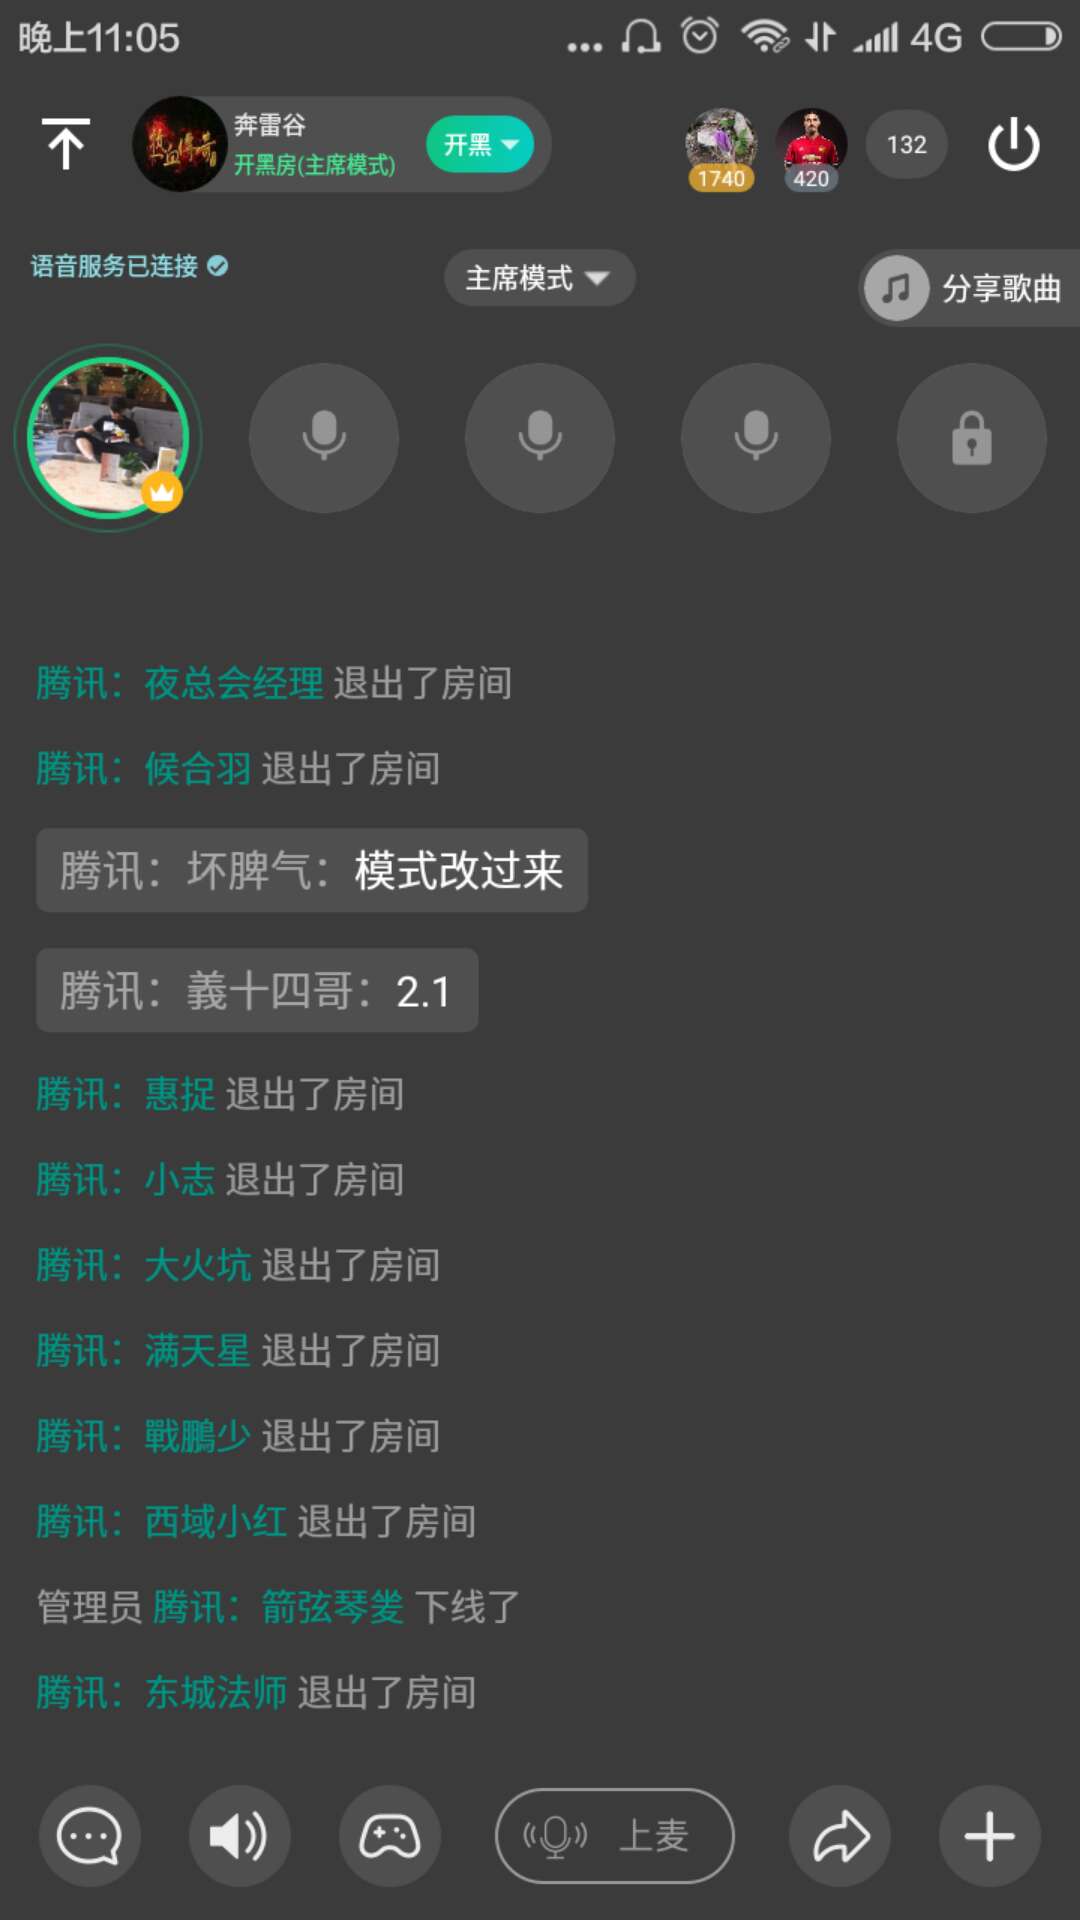 晚上11:05
... 4G
奔雷谷
开黑房(主席模式)
开黑
1740
420
132
语音服务已连接
主席模式
分享歌曲
腾讯：夜总会经理 退出了房间
腾讯：候合羽 退出了房间
腾讯：坏脾气：模式改过来
腾讯：義十四哥：2.1
腾讯：惠捉 退出了房间
腾讯：小志 退出了房间
腾讯：大火坑 退出了房间
腾讯：满天星 退出了房间
腾讯：戰鵬少 退出了房间
腾讯：西域小红 退出了房间
管理员 腾讯：箭弦琴 下线了
腾讯：东城法师 退出了房间
上麦